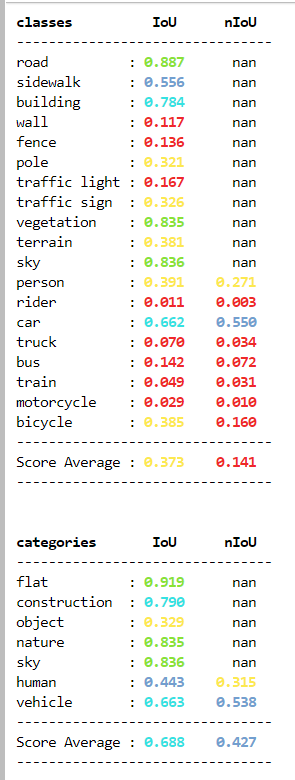 classes IoU nIoU
--------------------------------
road : 0.887 nan
sidewalk : 0.556 nan
building : 0.784 nan
wall : 0.117 nan
fence : 0.136 nan
pole : 0.321 nan
traffic light : 0.167 nan
traffic sign : 0.326 nan
vegetation : 0.835 nan
terrain : 0.381 nan
sky : 0.836 nan
person : 0.391 0.271
rider : 0.011 0.003
car : 0.662 0.550
truck : 0.070 0.034
bus : 0.142 0.072
train : 0.049 0.031
motorcycle : 0.029 0.010
bicycle : 0.385 0.160
--------------------------------
Score Average : 0.373 0.141
--------------------------------
categories IoU nIoU
--------------------------------
flat : 0.919 nan
construction : 0.790 nan
object : 0.329 nan
nature : 0.835 nan
sky : 0.836 nan
human : 0.443 0.315
vehicle : 0.663 0.538
--------------------------------
Score Average : 0.688 0.427
--------------------------------